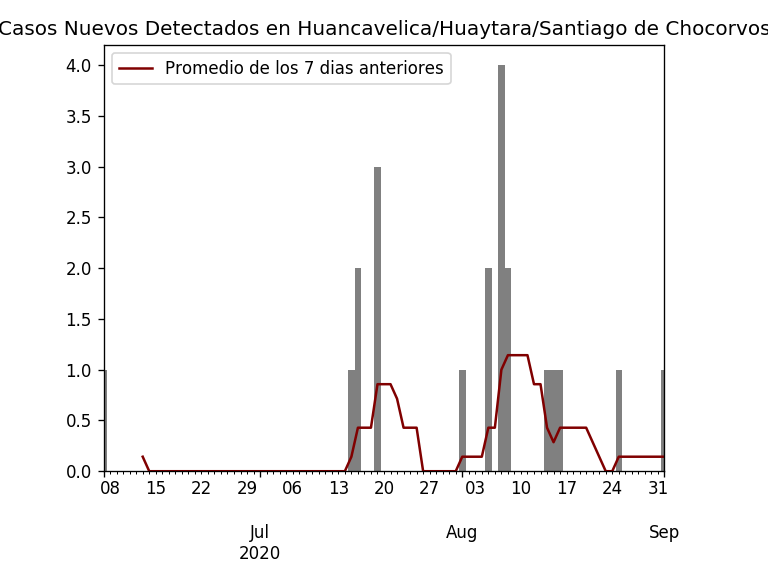 Casos Nuevos Detectados en Huancavelica/Huaytara/Santiago de Chocorvos
Promedio de los 7 dias anteriores
4.0
3.5
3.0
2.5
2.0
1.5
1.0
0.5
0.0
08 15 22 29 06 13 20 27 03 10 17 24 31
Jul Aug Sep
2020